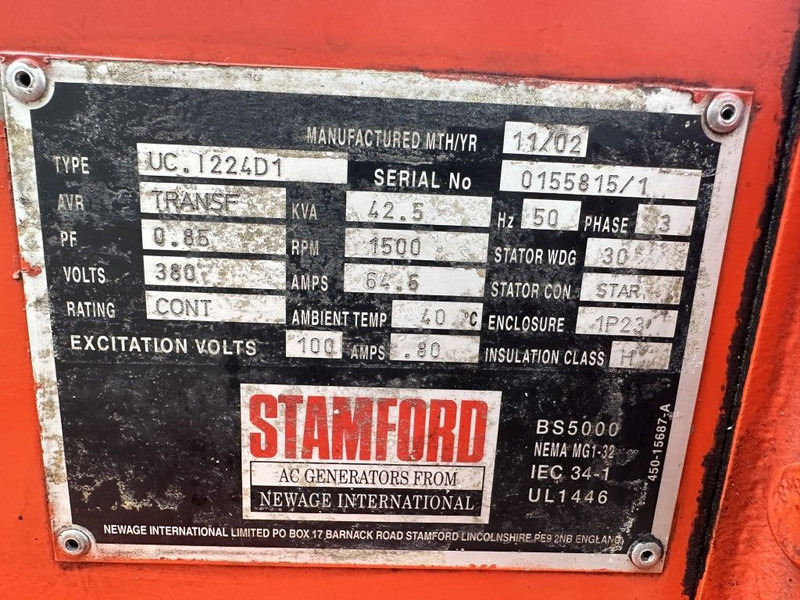 MANUFACTURED MTH/YR 11/02
TYPE UC.I224D1 SERIAL No 0155815/1
AVR TRANSF KVA 42.5 Hz 50 PHASE 3
PF 0.85 RPM 1500 STATOR WDG 30
VOLTS 380 AMPS 64.5 STATOR CON STAR
RATING CONT AMBIENT TEMP 40 °C ENCLOSURE IP23
EXCITATION VOLTS 100 AMPS .80 INSULATION CLASS H
STAMFORD
AC GENERATORS FROM
NEWAGE INTERNATIONAL
BS5000
NEMA MG1-32
IEC 34-1
UL1446
450-15687-A
NEWAGE INTERNATIONAL LIMITED PO BOX 17 BARNACK ROAD STAMFORD LINCOLNSHIRE PE9 2NB ENGLAND